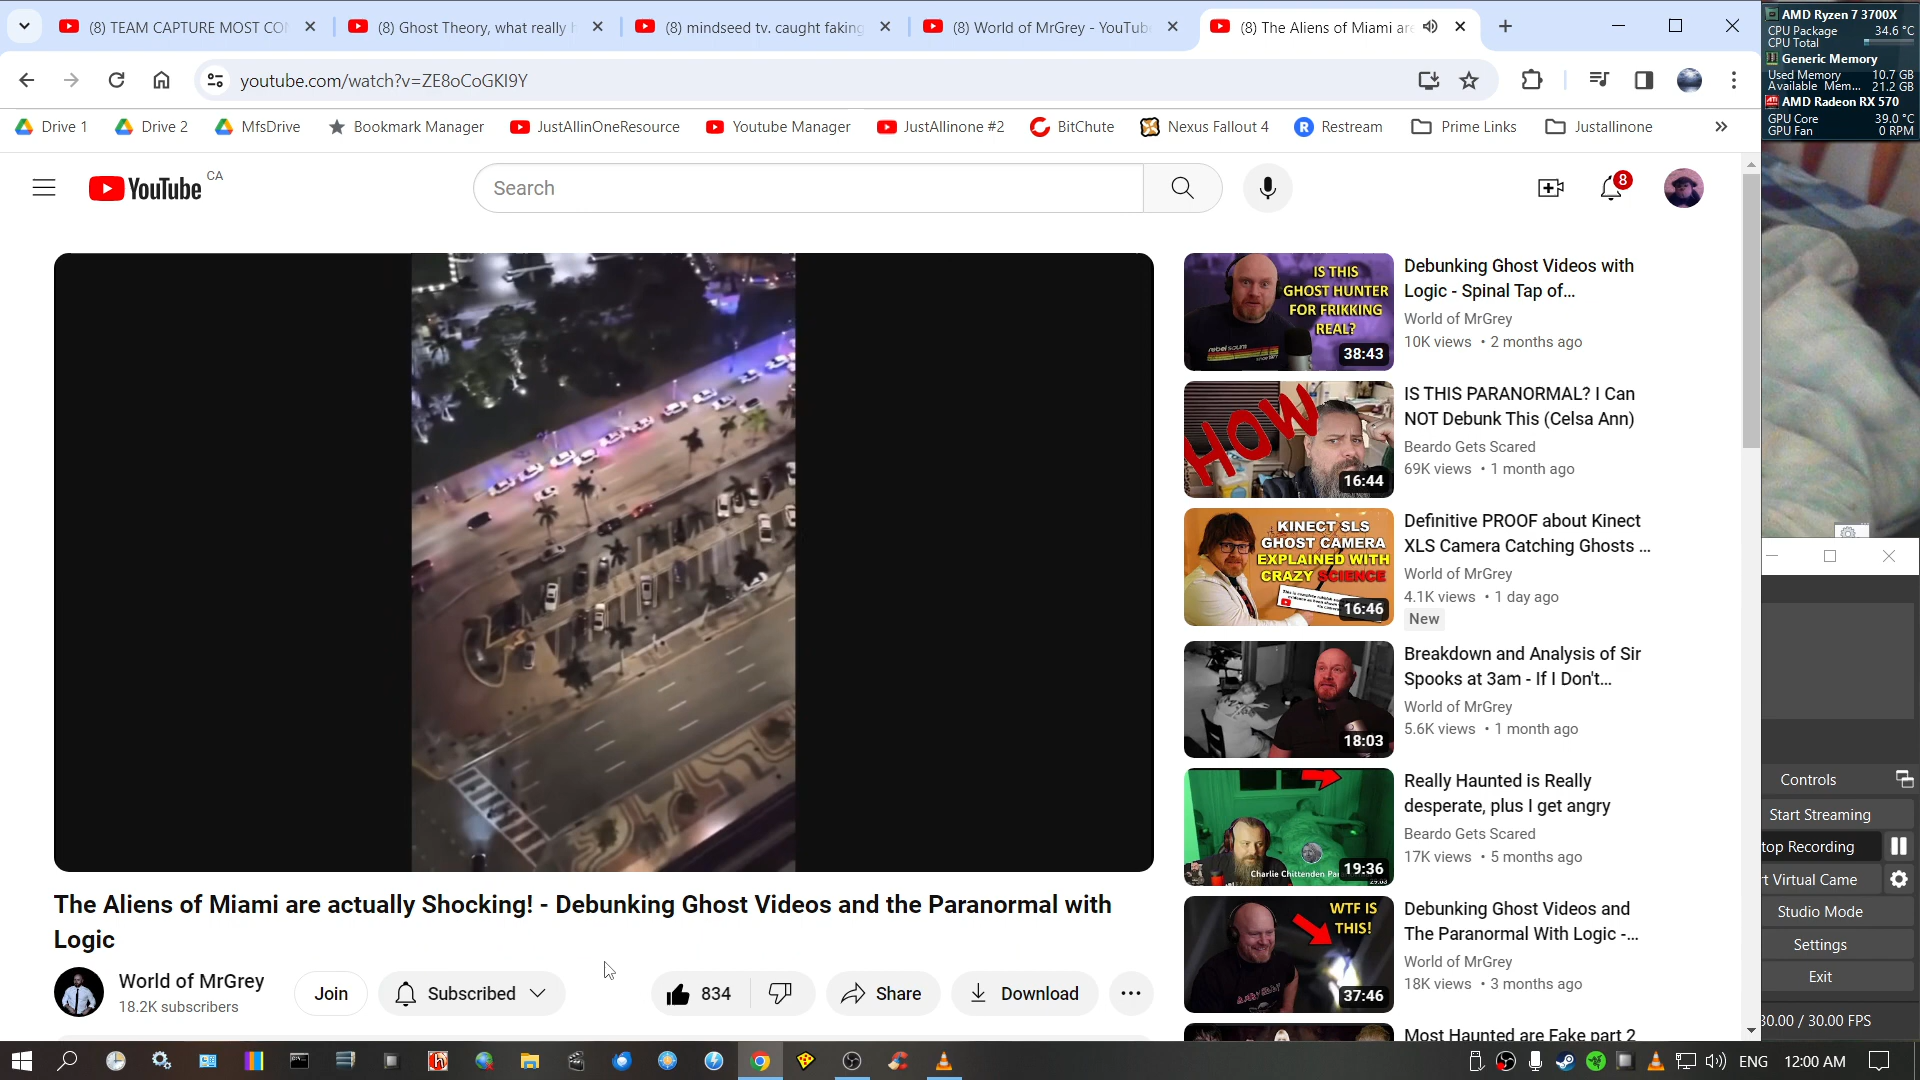 (8) TEAM CAPTURE MOST CO
(8) Ghost Theory, what really
(8) mindseed tv. caught faking
(8) World of MrGrey - YouTube
(8) The Aliens of Miami are
youtube.com/watch?v=ZE8oCoGKI9Y
Drive 1
Drive 2
MfsDrive
Bookmark Manager
JustAllinOneResource
Youtube Manager
JustAllinone #2
BitChute
Nexus Fallout 4
Restream
Prime Links
Justallinone
AMD Ryzen 7 3700X
CPU Package 34.6 °C
CPU Total
Generic Memory
Used Memory 10.7 GB
Available Mem... 21.2 GB
AMD Radeon RX 570
GPU Core 39.0 °C
GPU Fan 0 RPM
YouTube CA
Search
8
IS THIS
GHOST HUNTER
FOR FRIKKING
REAL?
rebel scum
38:43
Debunking Ghost Videos with
Logic - Spinal Tap of...
World of MrGrey
10K views • 2 months ago
HOW
16:44
IS THIS PARANORMAL? I Can
NOT Debunk This (Celsa Ann)
Beardo Gets Scared
69K views • 1 month ago
KINECT SLS
GHOST CAMERA
EXPLAINED WITH
CRAZY SCIENCE
16:46
Definitive PROOF about Kinect
XLS Camera Catching Ghosts ...
World of MrGrey
4.1K views • 1 day ago
New
18:03
Breakdown and Analysis of Sir
Spooks at 3am - If I Don't...
World of MrGrey
5.6K views • 1 month ago
Charlie Chittenden Pa
19:36
Really Haunted is Really
desperate, plus I get angry
Beardo Gets Scared
17K views • 5 months ago
WTF IS
THIS!
37:46
Debunking Ghost Videos and
The Paranormal With Logic -...
World of MrGrey
18K views • 3 months ago
Most Haunted are Fake part 2
The Aliens of Miami are actually Shocking! - Debunking Ghost Videos and the Paranormal with
Logic
World of MrGrey
18.2K subscribers
Join
Subscribed
834
Share
Download
Controls
Start Streaming
top Recording
rt Virtual Came
Studio Mode
Settings
Exit
30.00 / 30.00 FPS
ENG
12:00 AM